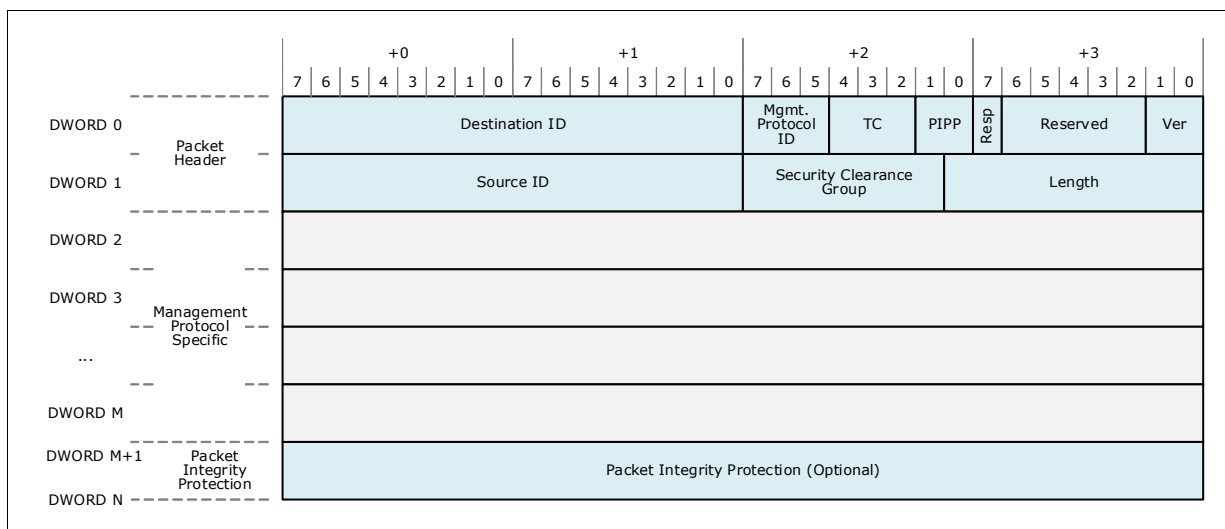 +0 +1 +2 +3
7 6 5 4 3 2 1 0 7 6 5 4 3 2 1 0 7 6 5 4 3 2 1 0 7 6 5 4 3 2 1 0
DWORD 0
Packet
Header
Destination ID
Mgmt.
Protocol
ID
TC
PIPP
Resp
Reserved
Ver
DWORD 1
Source ID
Security Clearance
Group
Length
DWORD 2
DWORD 3
Management
Protocol
Specific
...
DWORD M
DWORD M+1
Packet
Integrity
Protection
Packet Integrity Protection (Optional)
DWORD N